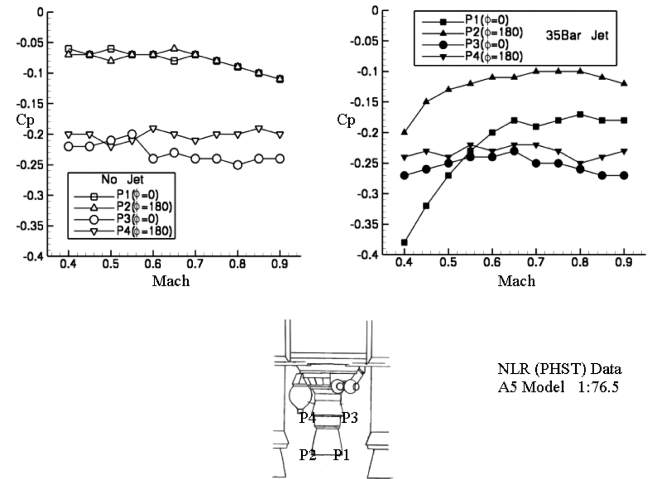 0
-0.05
-0.1
-0.15
Cp
-0.2
-0.25
-0.3
-0.35
-0.4
No Jet
P1(ϕ=0)
P2(ϕ=180)
P3(ϕ=0)
P4(ϕ=180)
0.4 0.5 0.6 0.7 0.8 0.9
Mach
0
-0.05
-0.1
-0.15
Cp
-0.2
-0.25
-0.3
-0.35
-0.4
P1(ϕ=0)
P2(ϕ=180)
P3(ϕ=0)
P4(ϕ=180)
35Bar Jet
0.4 0.5 0.6 0.7 0.8 0.9
Mach
P4 P3
P2 P1
NLR (PHST) Data
A5 Model 1:76.5